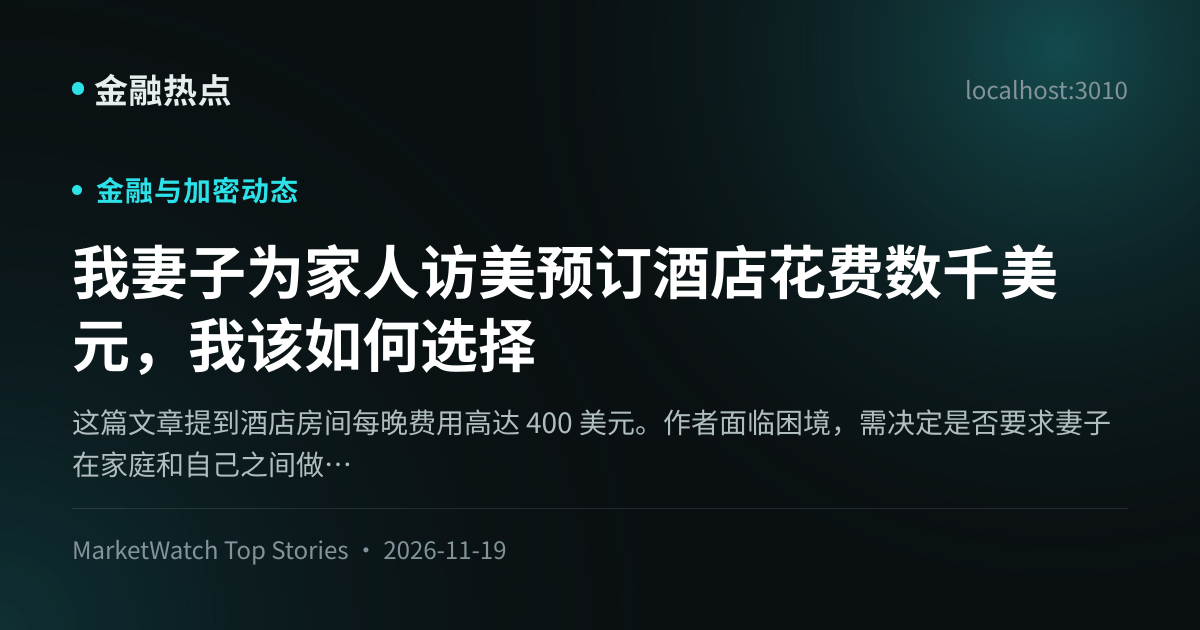 金融热点
localhost:3010
金融与加密动态
我妻子为家人访美预订酒店花费数千美
元，我该如何选择
这篇文章提到酒店房间每晚费用高达 400 美元。作者面临困境，需决定是否要求妻子
在家庭和自己之间做…
MarketWatch Top Stories · 2026-11-19